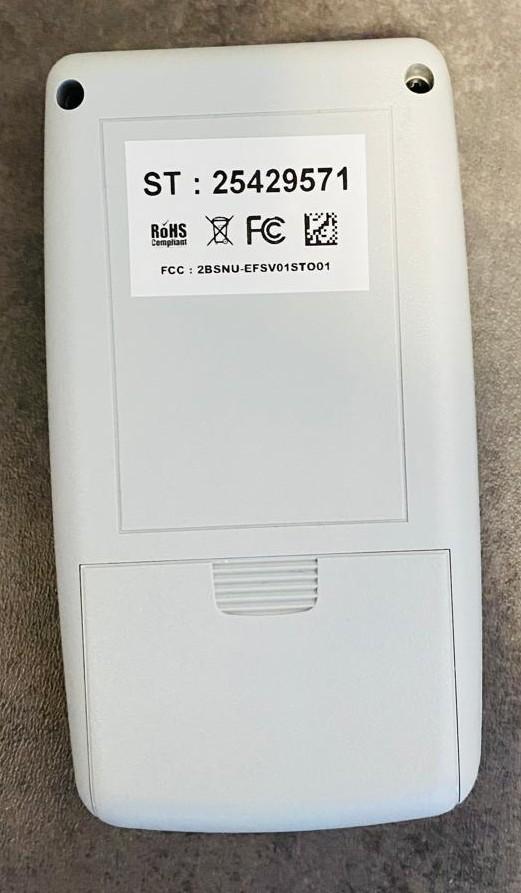 ST : 25429571
RoHS
Compliant
FC
FCC : 2BSNU-EFSV01STO01